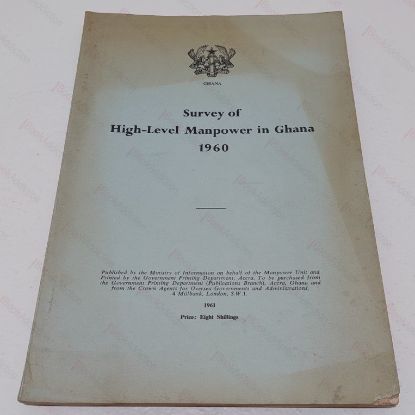 GHANA
Survey of
High-Level Manpower in Ghana
1960
Published by the Ministry of Information on behalf of the Manpower Unit and
Printed by the Government Printing Department, Accra. To be purchased from
the Government Printing Department (Publications Branch), Accra, Ghana and
from the Crown Agents for Oversea Governments and Administrations,
4 Millbank, London, S.W.1.
1961
Price: Eight Shillings